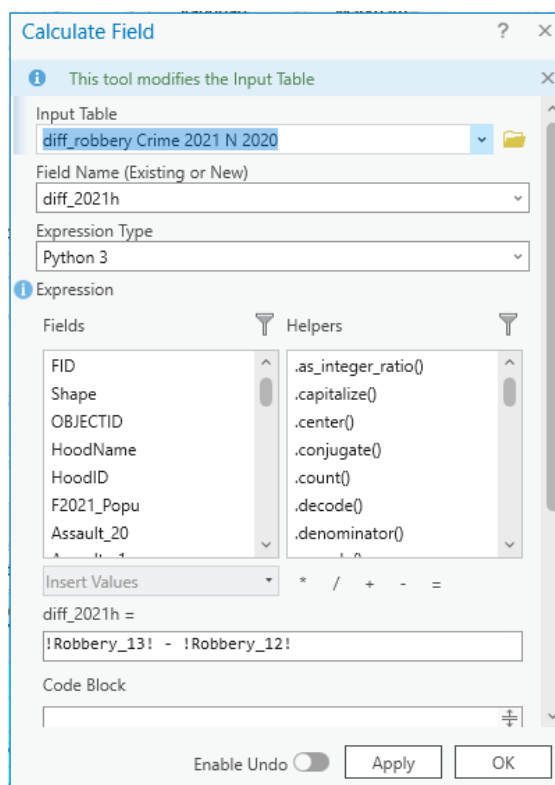 Calculate Field
This tool modifies the Input Table
Input Table
diff_robbery Crime 2021 N 2020
Field Name (Existing or New)
diff_2021h
Expression Type
Python 3
Expression
Fields
Helpers
FID
Shape
OBJECTID
HoodName
HoodID
F2021_Popu
Assault_20
.as_integer_ratio()
.capitalize()
.center()
.conjugate()
.count()
.decode()
.denominator()
Insert Values
* / + - =
diff_2021h =
!Robbery_13! - !Robbery_12!
Code Block
Enable Undo
Apply
OK